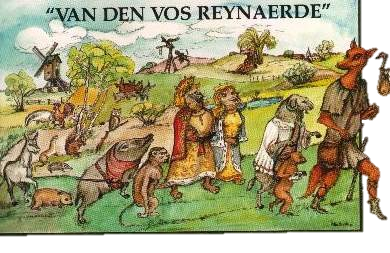 "VAN DEN VOS REYNAERDE"